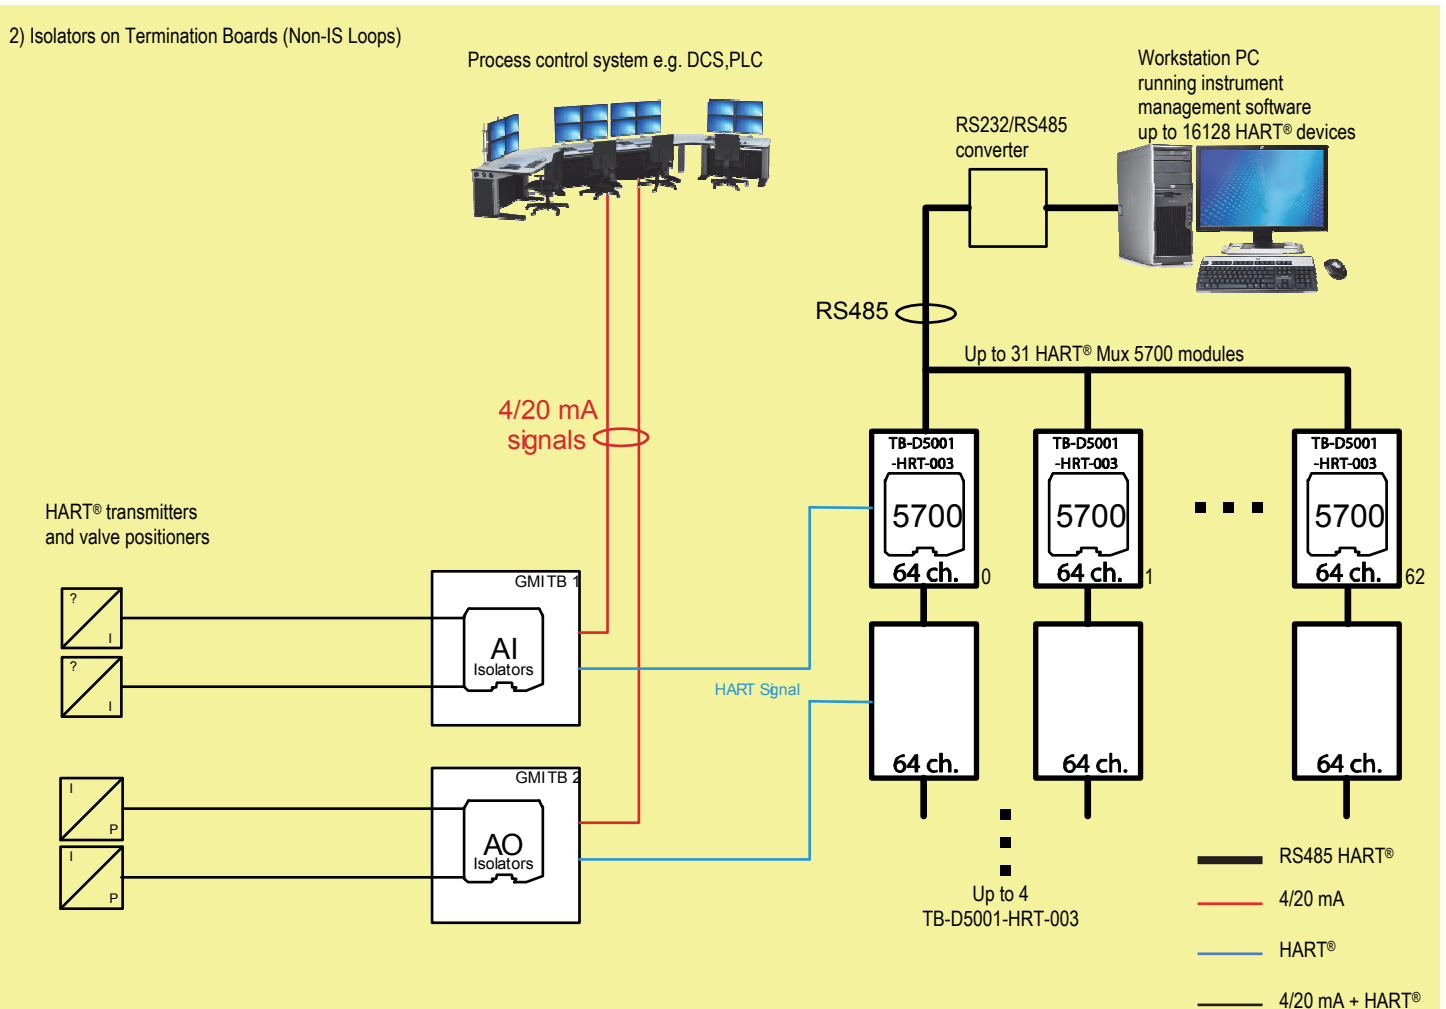 2) Isolators on Termination Boards (Non-IS Loops)
Process control system e.g. DCS,PLC
Workstation PC
running instrument
management software
up to 16128 HART® devices
RS232/RS485
converter
RS485
Up to 31 HART® Mux 5700 modules
4/20 mA
signals
TB-D5001
-HRT-003
5700
64 ch.
0
TB-D5001
-HRT-003
5700
64 ch.
1
TB-D5001
-HRT-003
5700
64 ch.
62
HART® transmitters
and valve positioners
?
I
?
I
GMITB 1
AI
Isolators
HART Signal
64 ch.
64 ch.
64 ch.
I
P
I
P
GMITB 2
AO
Isolators
Up to 4
TB-D5001-HRT-003
RS485 HART®
4/20 mA
HART®
4/20 mA + HART®